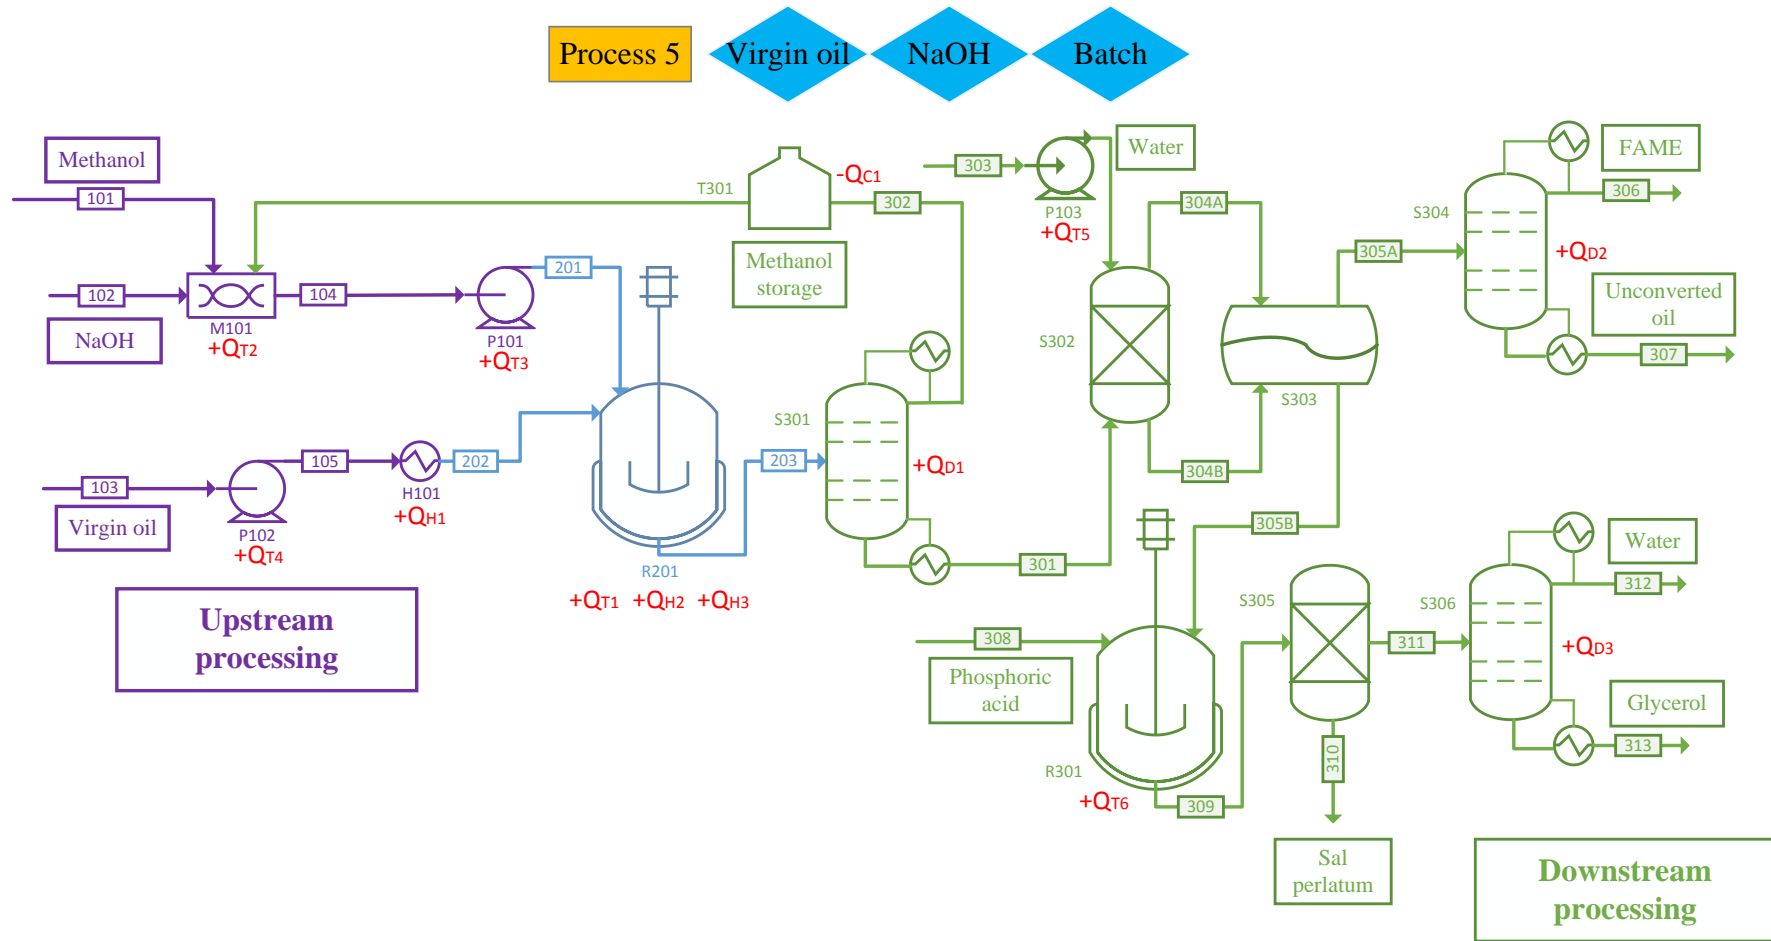 Process 5
Virgin oil
NaOH
Batch
Methanol
101
102
NaOH
M101
+QT2
104
P101
+QT3
201
103
Virgin oil
P102
+QT4
105
H101
+QH1
202
R201
+QT1 +QH2 +QH3
203
Upstream
processing
T301
-QC1
302
Methanol
storage
S301
+QD1
301
303
P103
+QT5
Water
S302
304A
304B
S303
305A
305B
S304
+QD2
FAME
306
Unconverted
oil
307
308
Phosphoric
acid
R301
+QT6
309
S305
310
Sal
perlatum
311
S306
+QD3
Water
312
Glycerol
313
Downstream
processing